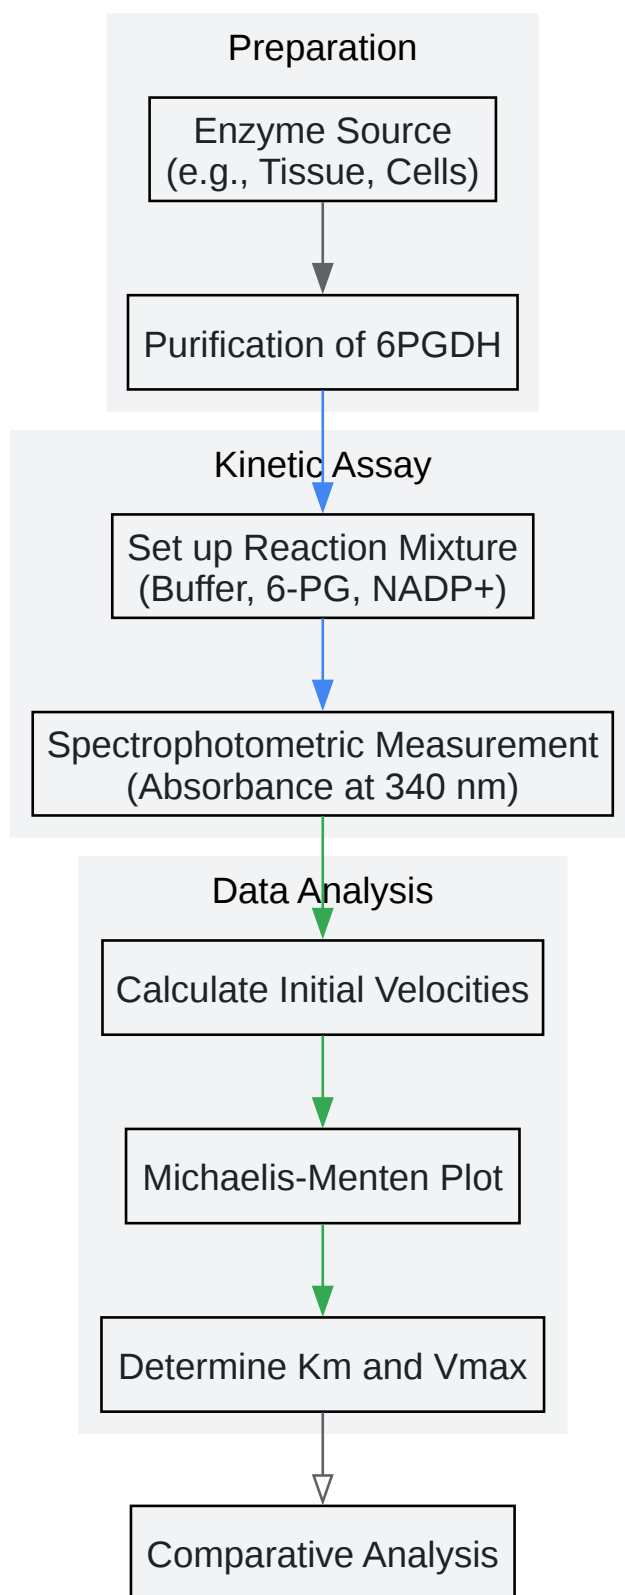 Preparation
Enzyme Source
(e.g., Tissue, Cells)
Purification of 6PGDH
Kinetic Assay
Set up Reaction Mixture
(Buffer, 6-PG, NADP+)
Spectrophotometric Measurement
(Absorbance at 340 nm)
Data Analysis
Calculate Initial Velocities
Michaelis-Menten Plot
Determine Km and Vmax
Comparative Analysis